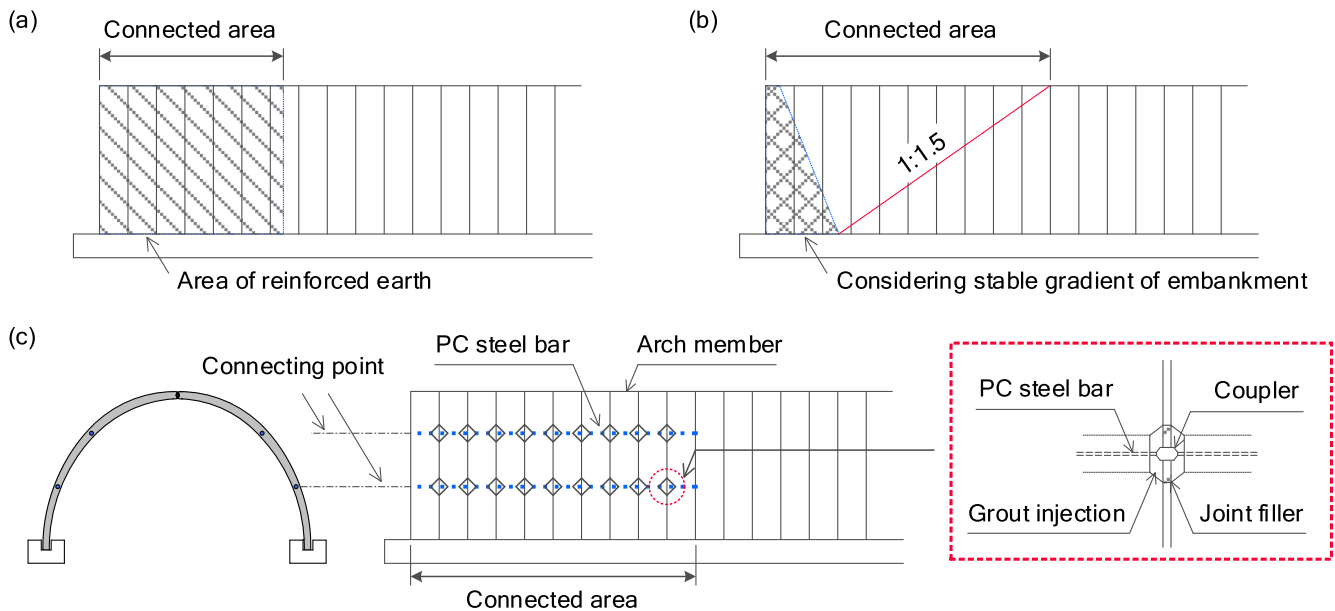 (a)
Connected area
Area of reinforced earth
(b)
Connected area
1:1.5
Considering stable gradient of embankment
(c)
Connecting point
PC steel bar
Arch member
Connected area
PC steel bar
Coupler
Grout injection
Joint filler